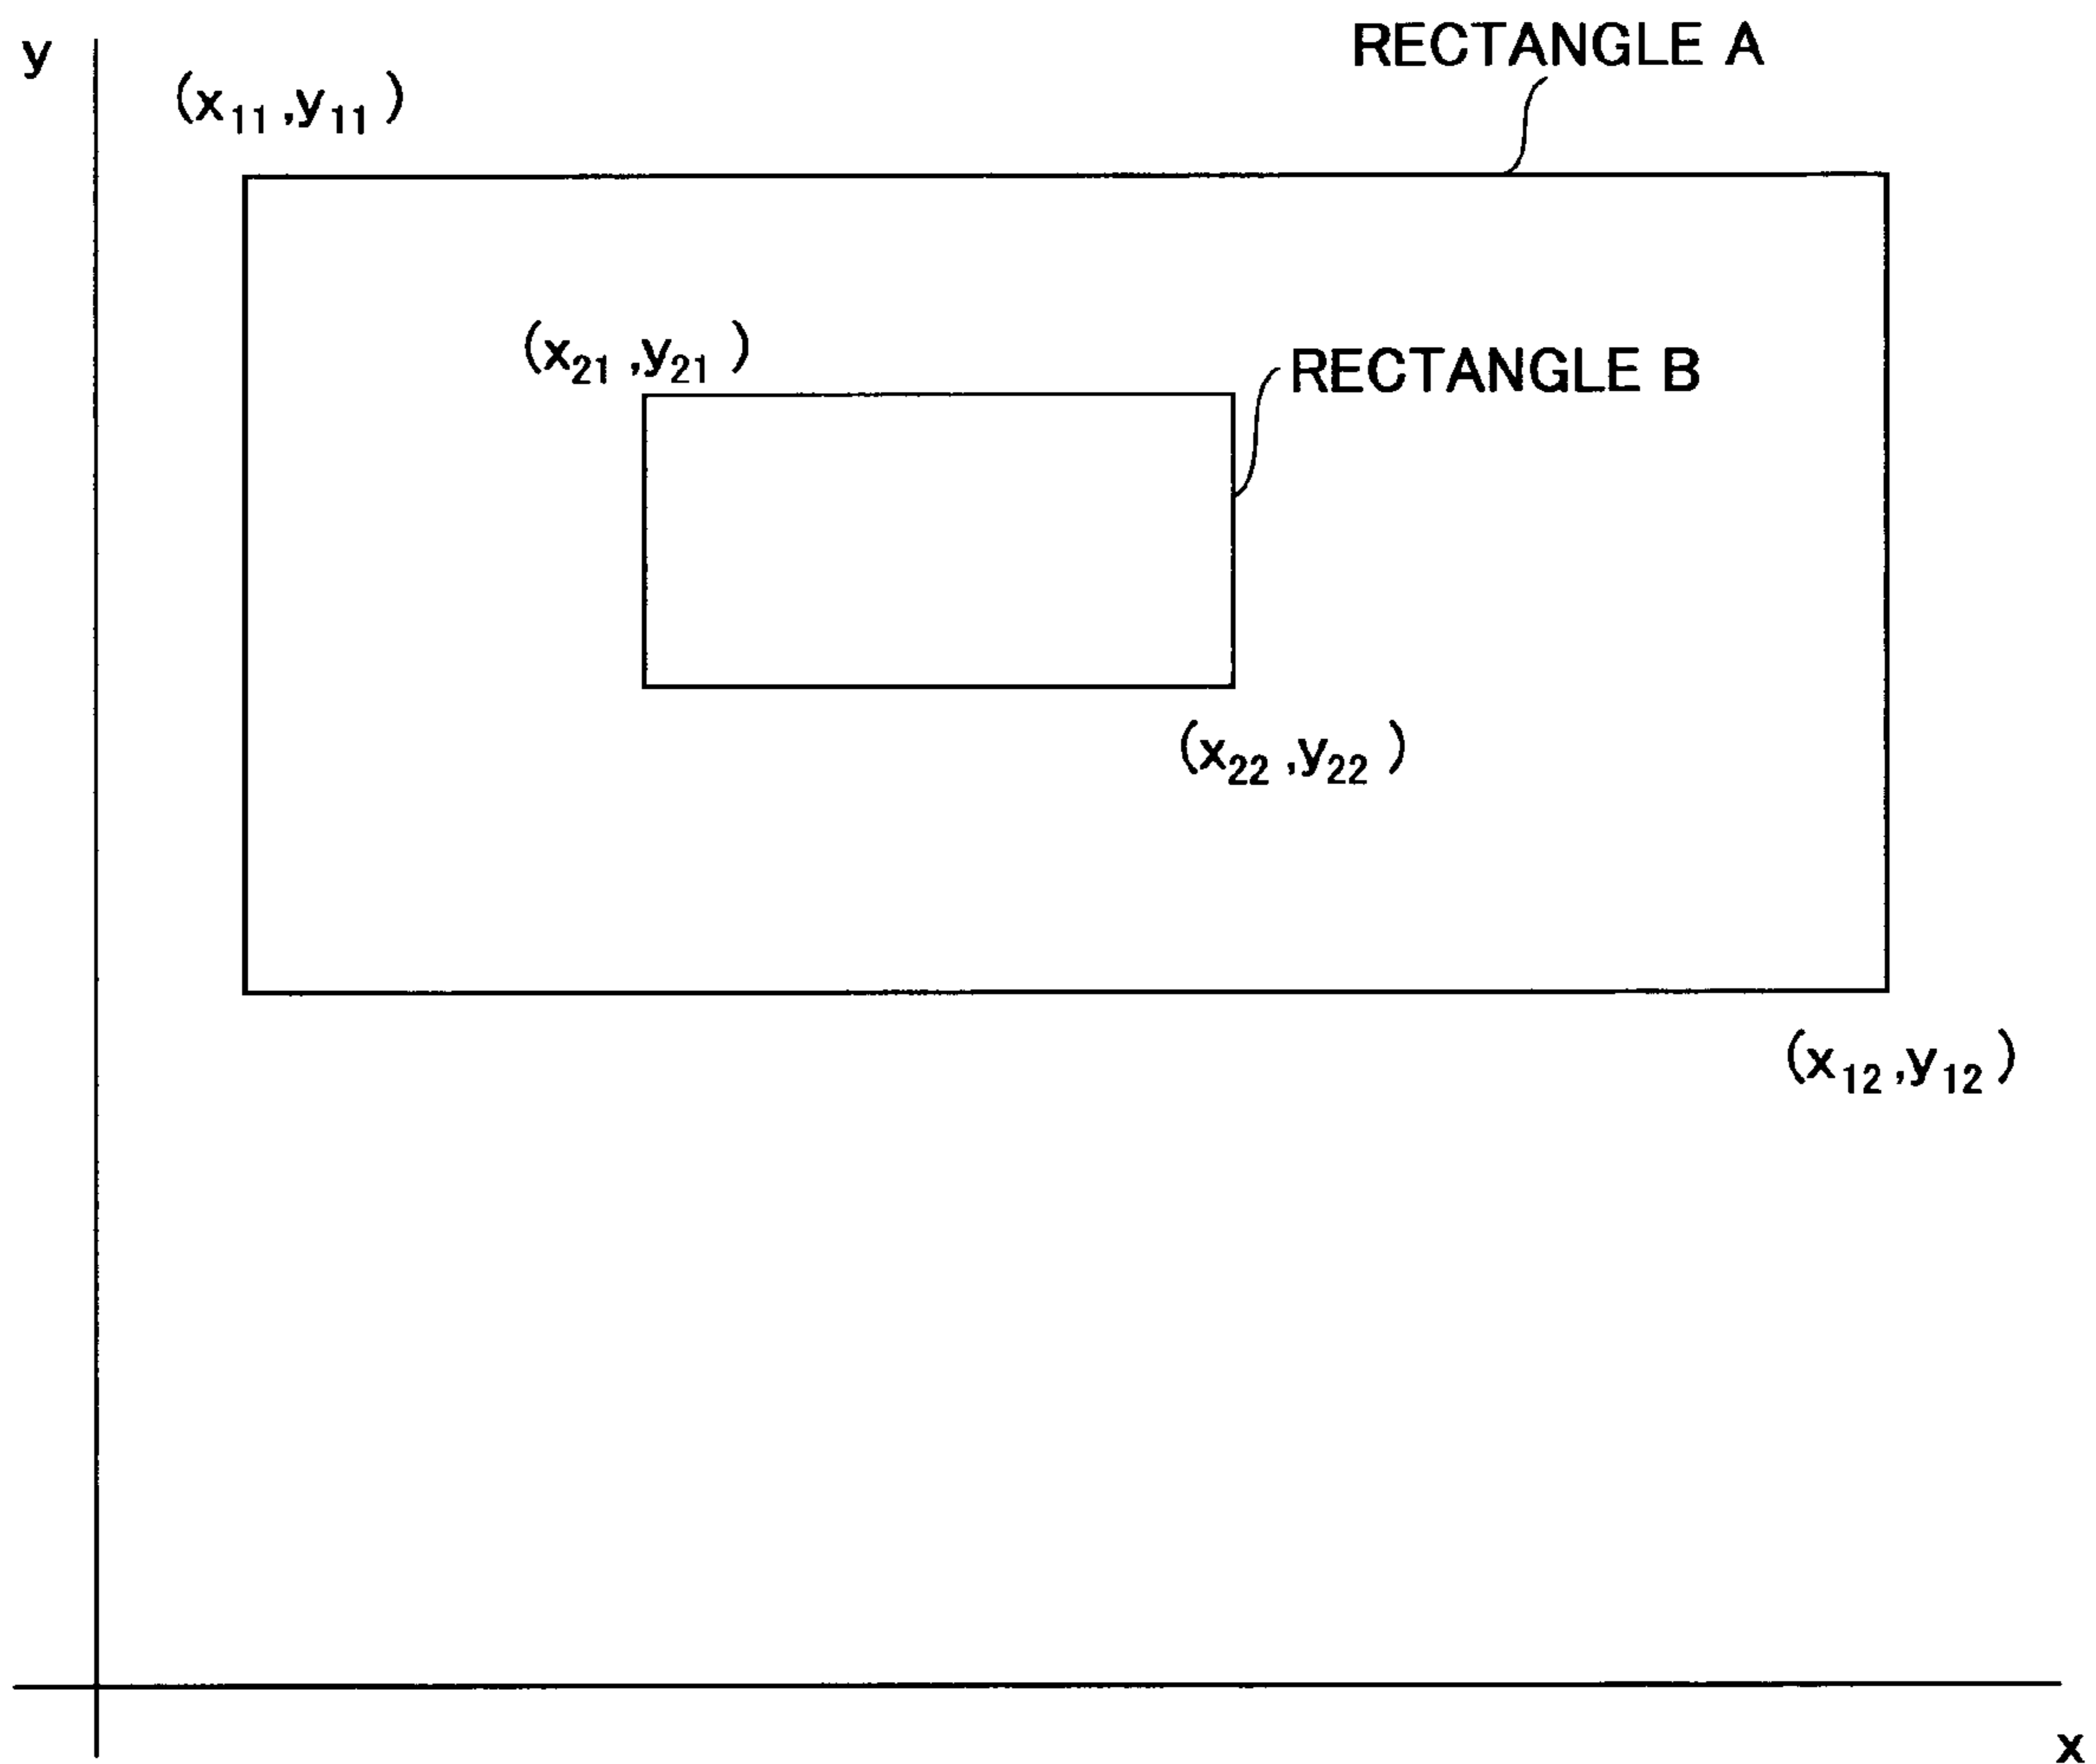 RECTANGLE A
y
(x₁₁,y₁₁)
(x₂₁,y₂₁)
RECTANGLE B
(x₂₂,y₂₂)
(x₁₂,y₁₂)
x